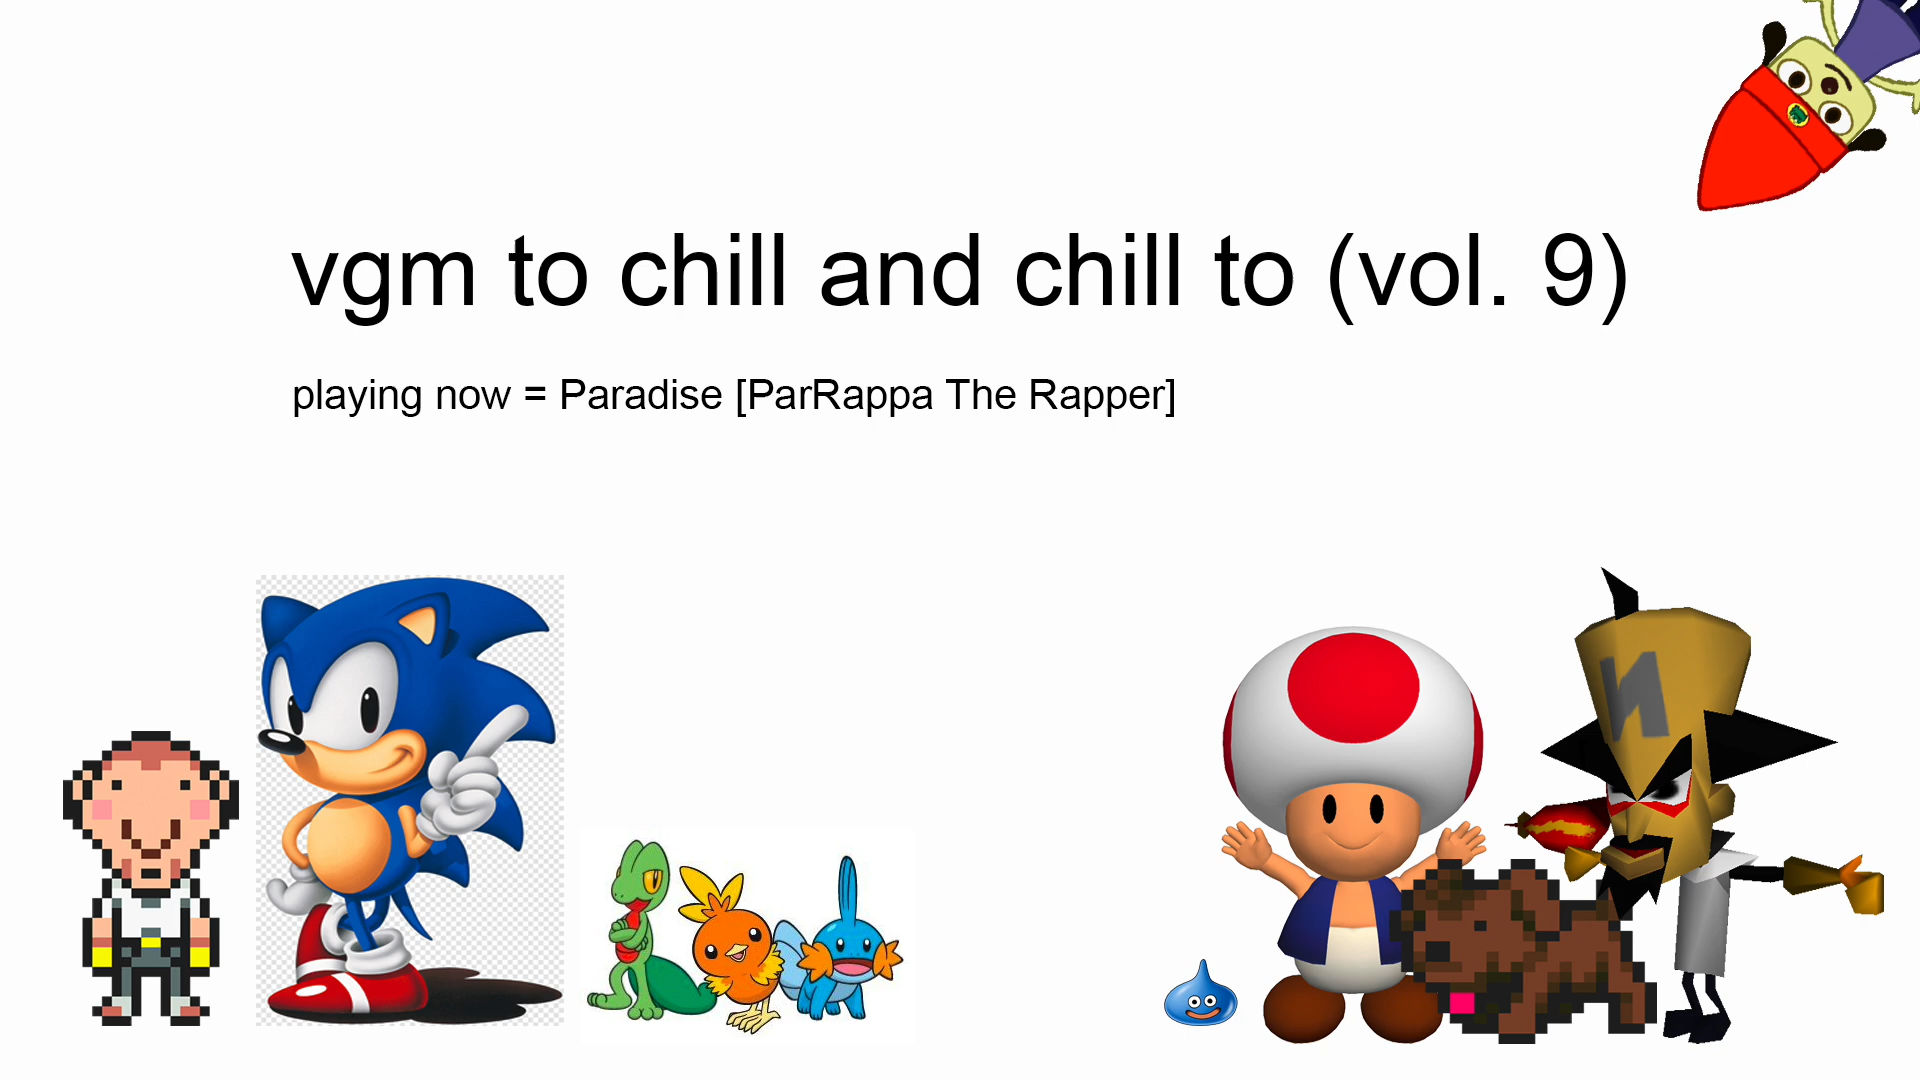 vgm to chill and chill to (vol. 9)
playing now = Paradise [ParRappa The Rapper]
N